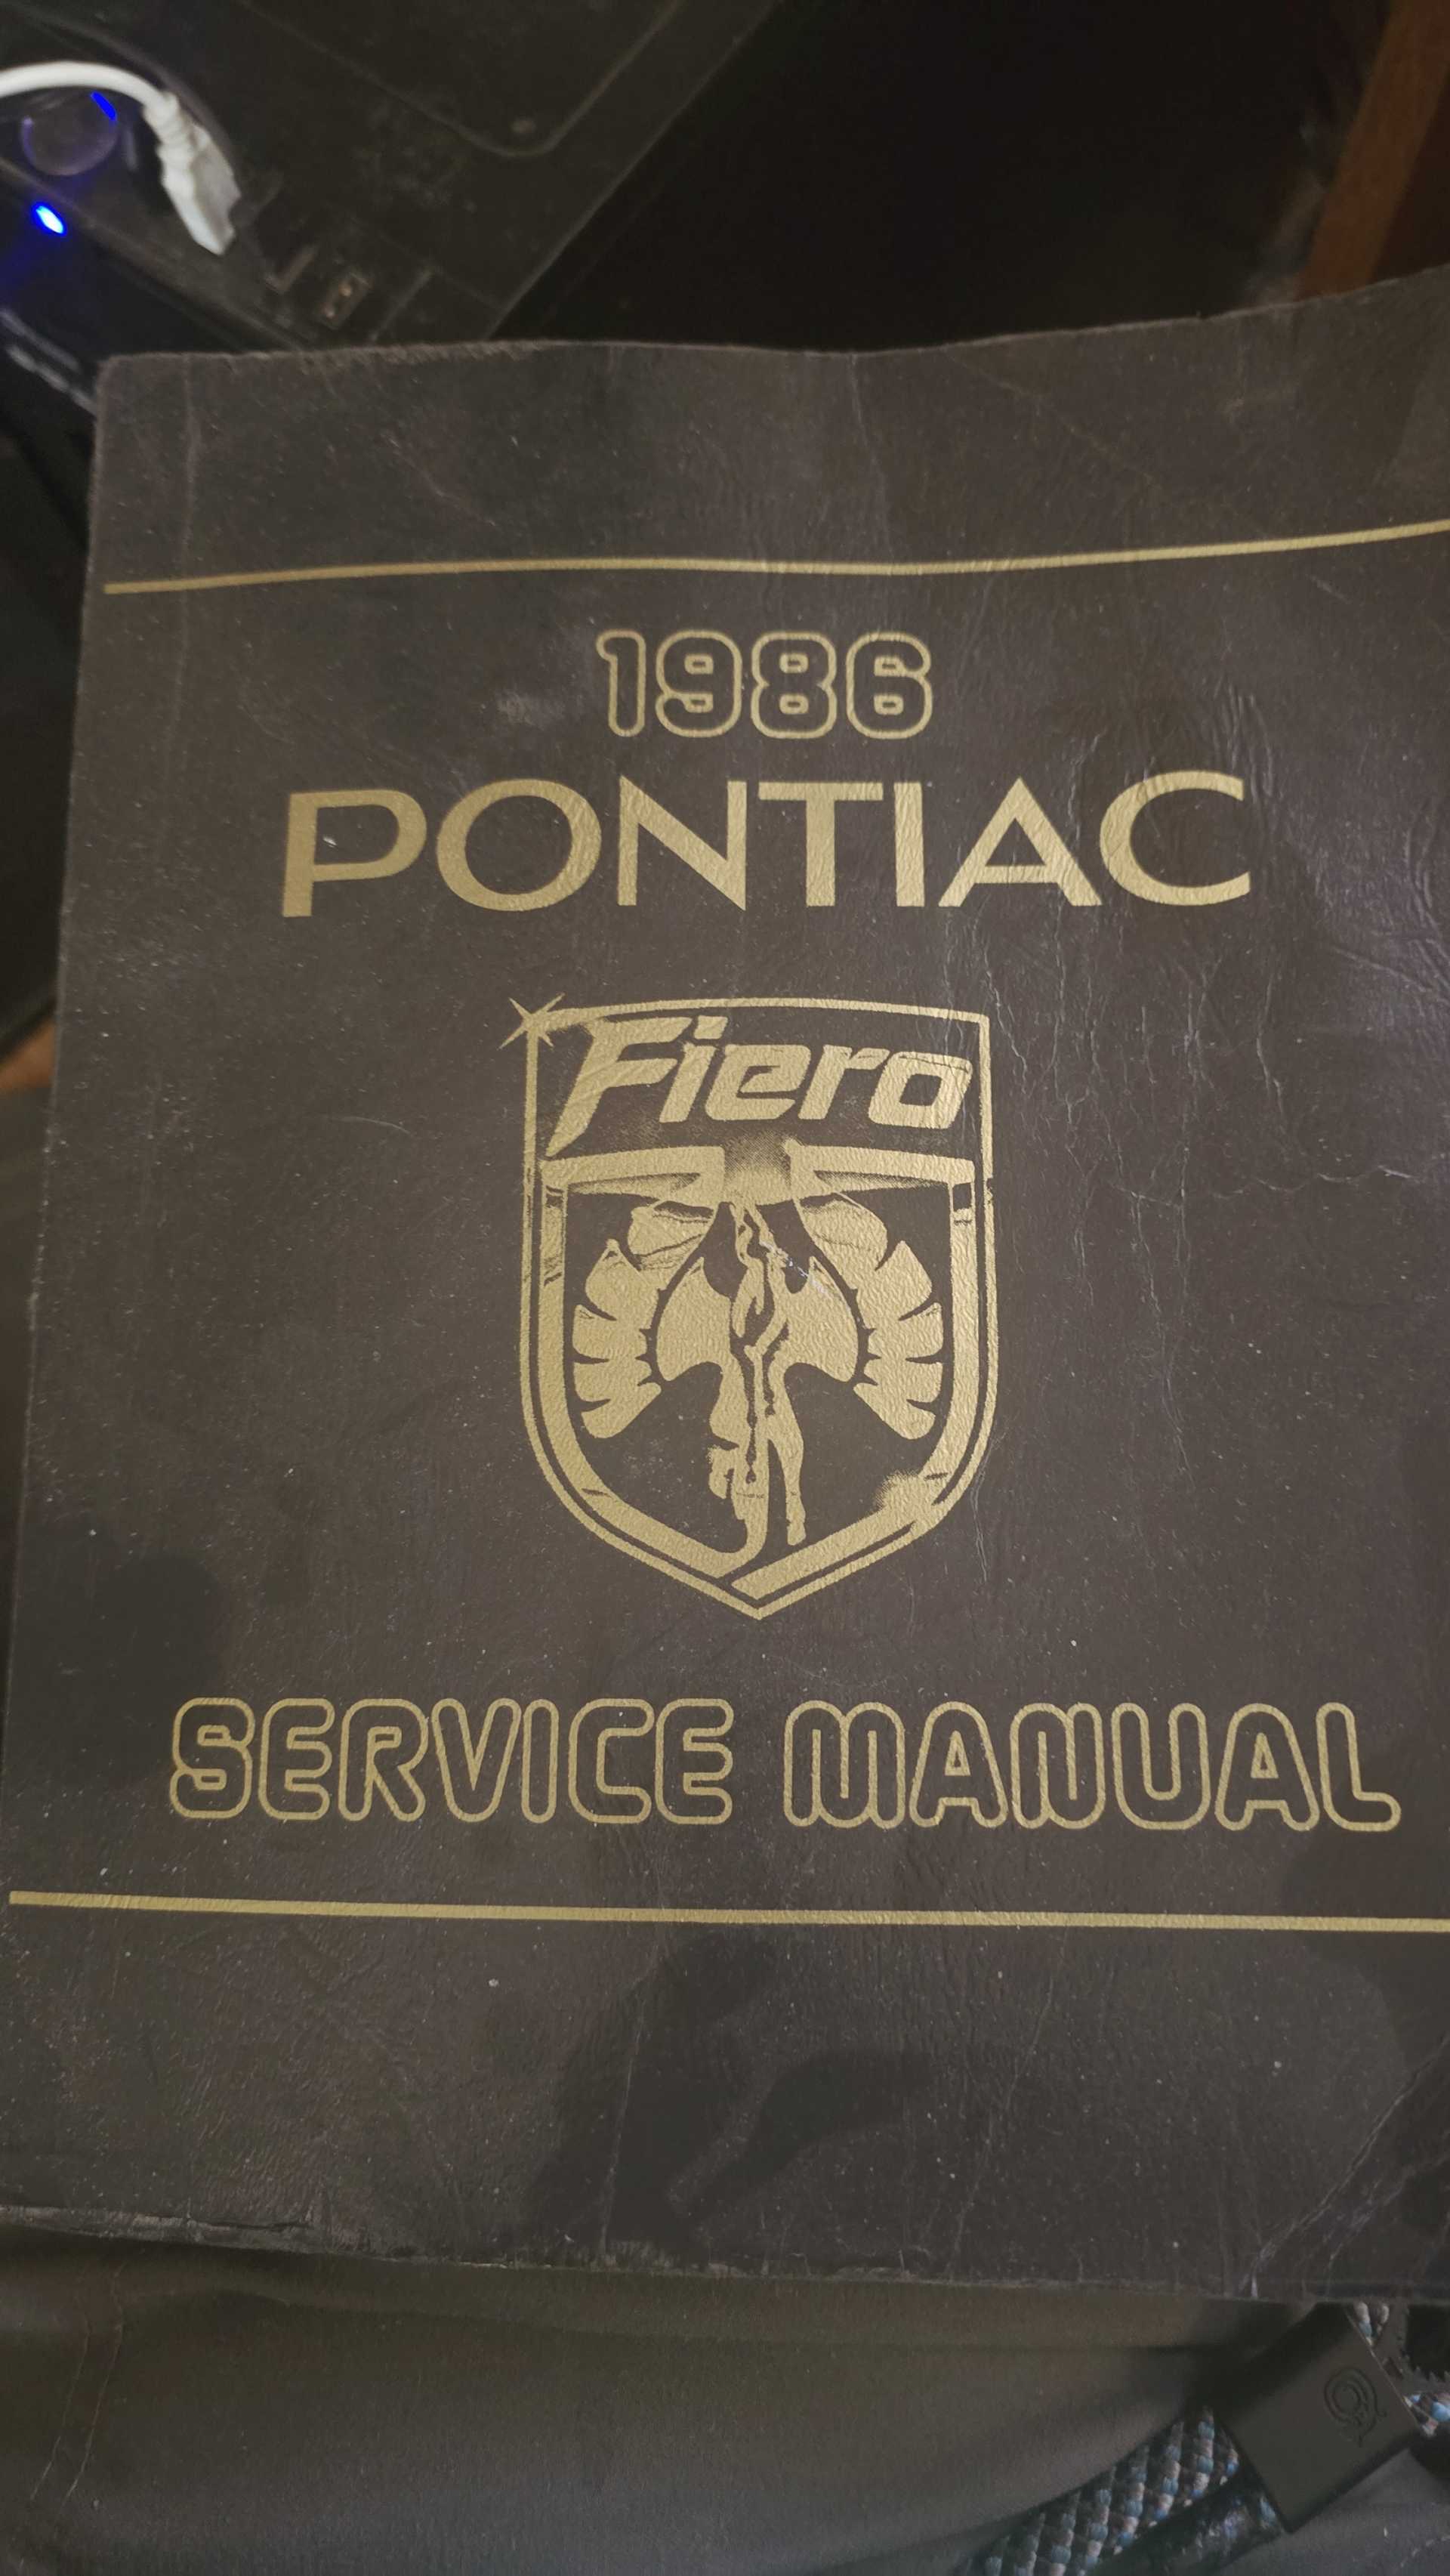 1986
PONTIAC
Fiero
SERVICE MANUAL